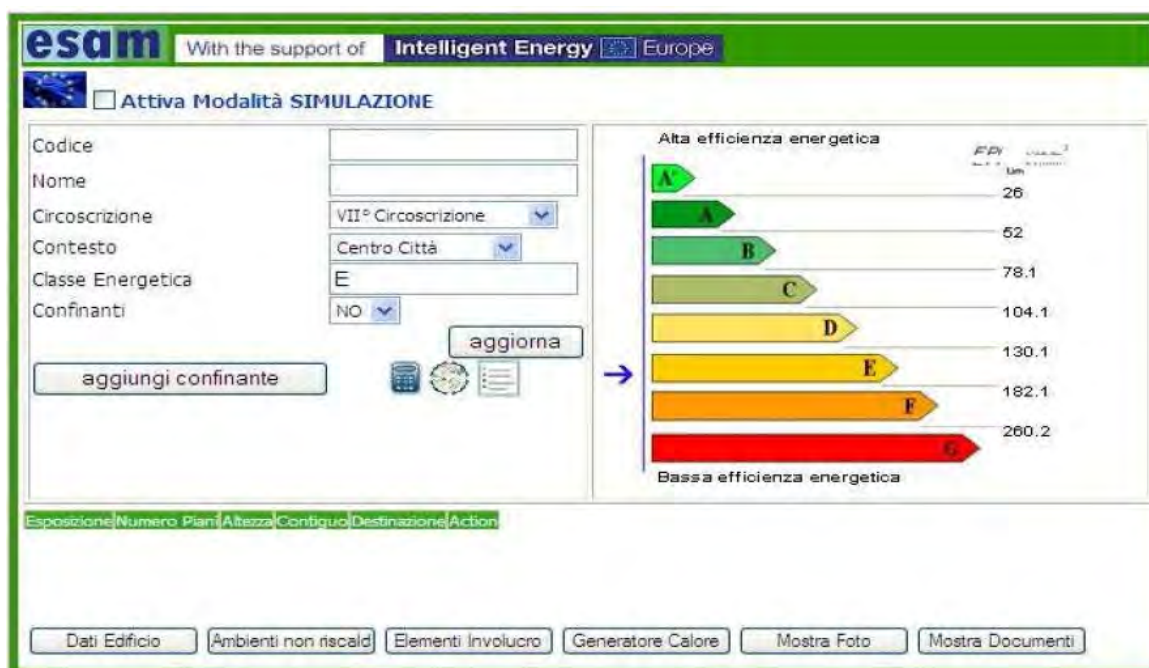 esam With the support of Intelligent Energy Europe
Attiva Modalità SIMULAZIONE
Codice
Nome
Circoscrizione VII° Circoscrizione
Contesto Centro Città
Classe Energetica E
Confinanti NO
aggiorna
aggiungi confinante
Alta efficienza energetica
A+
26
A
52
B
78.1
C
104.1
D
130.1
E
182.1
F
260.2
G
Bassa efficienza energetica
Esposizione Numero Piani Altezza Contiguo Destinazione Action
Dati Edificio Ambienti non riscald Elementi Involucro Generatore Calore Mostra Foto Mostra Documenti